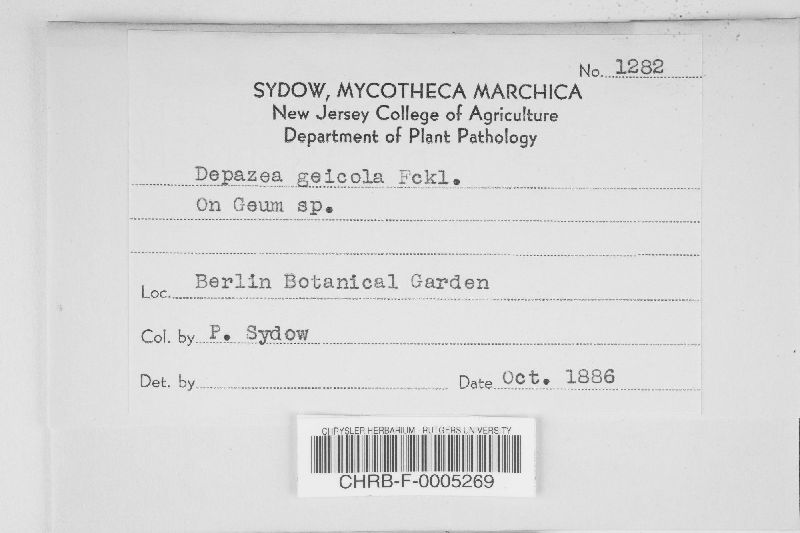 No. 1282
SYDOW, MYCOTHECA MARCHICA
New Jersey College of Agriculture
Department of Plant Pathology
Depazea geicola Fckl.
On Geum sp.
Loc. Berlin Botanical Garden
Col. by P. Sydow
Det. by Date Oct. 1886
CHRYSLER HERBARIUM - RUTGERS UNIVERSITY
CHRB-F-0005269